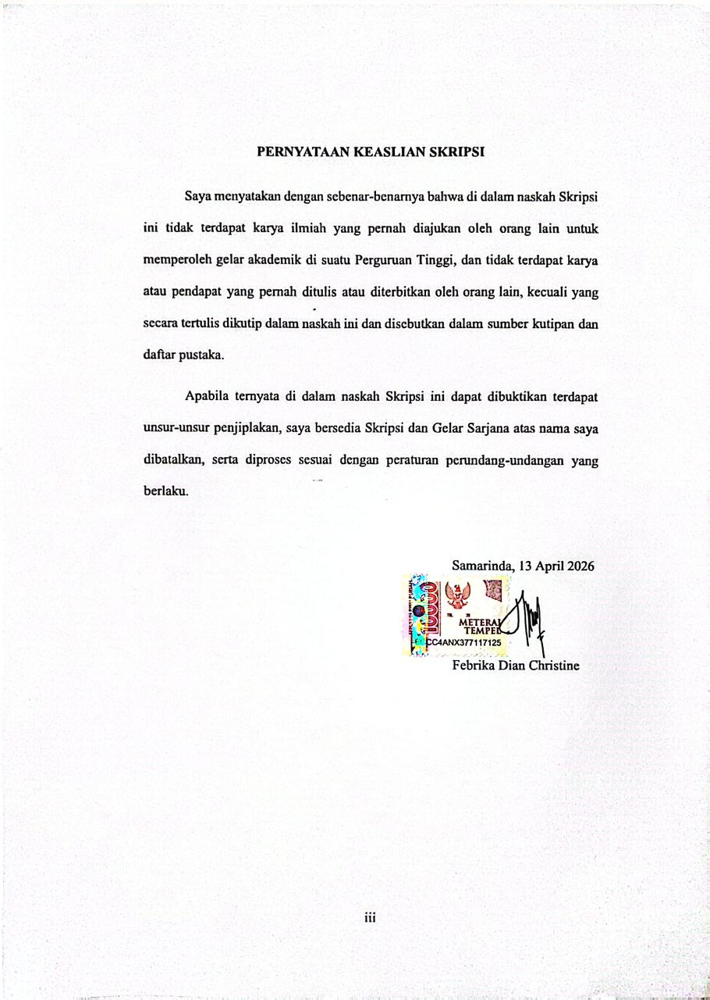 PERNYATAAN KEASLIAN SKRIPSI
Saya menyatakan dengan sebenar-benarnya bahwa di dalam naskah Skripsi
ini tidak terdapat karya ilmiah yang pernah diajukan oleh orang lain untuk
memperoleh gelar akademik di suatu Perguruan Tinggi, dan tidak terdapat karya
atau pendapat yang pernah ditulis atau diterbitkan oleh orang lain, kecuali yang
secara tertulis dikutip dalam naskah ini dan disebutkan dalam sumber kutipan dan
daftar pustaka.
Apabila ternyata di dalam naskah Skripsi ini dapat dibuktikan terdapat
unsur-unsur penjiplakan, saya bersedia Skripsi dan Gelar Sarjana atas nama saya
dibatalkan, serta diproses sesuai dengan peraturan perundang-undangan yang
berlaku.
Samarinda, 13 April 2026
10000
METERAI
TEMPEL
CC4ANX377117125
Febrika Dian Christine
iii